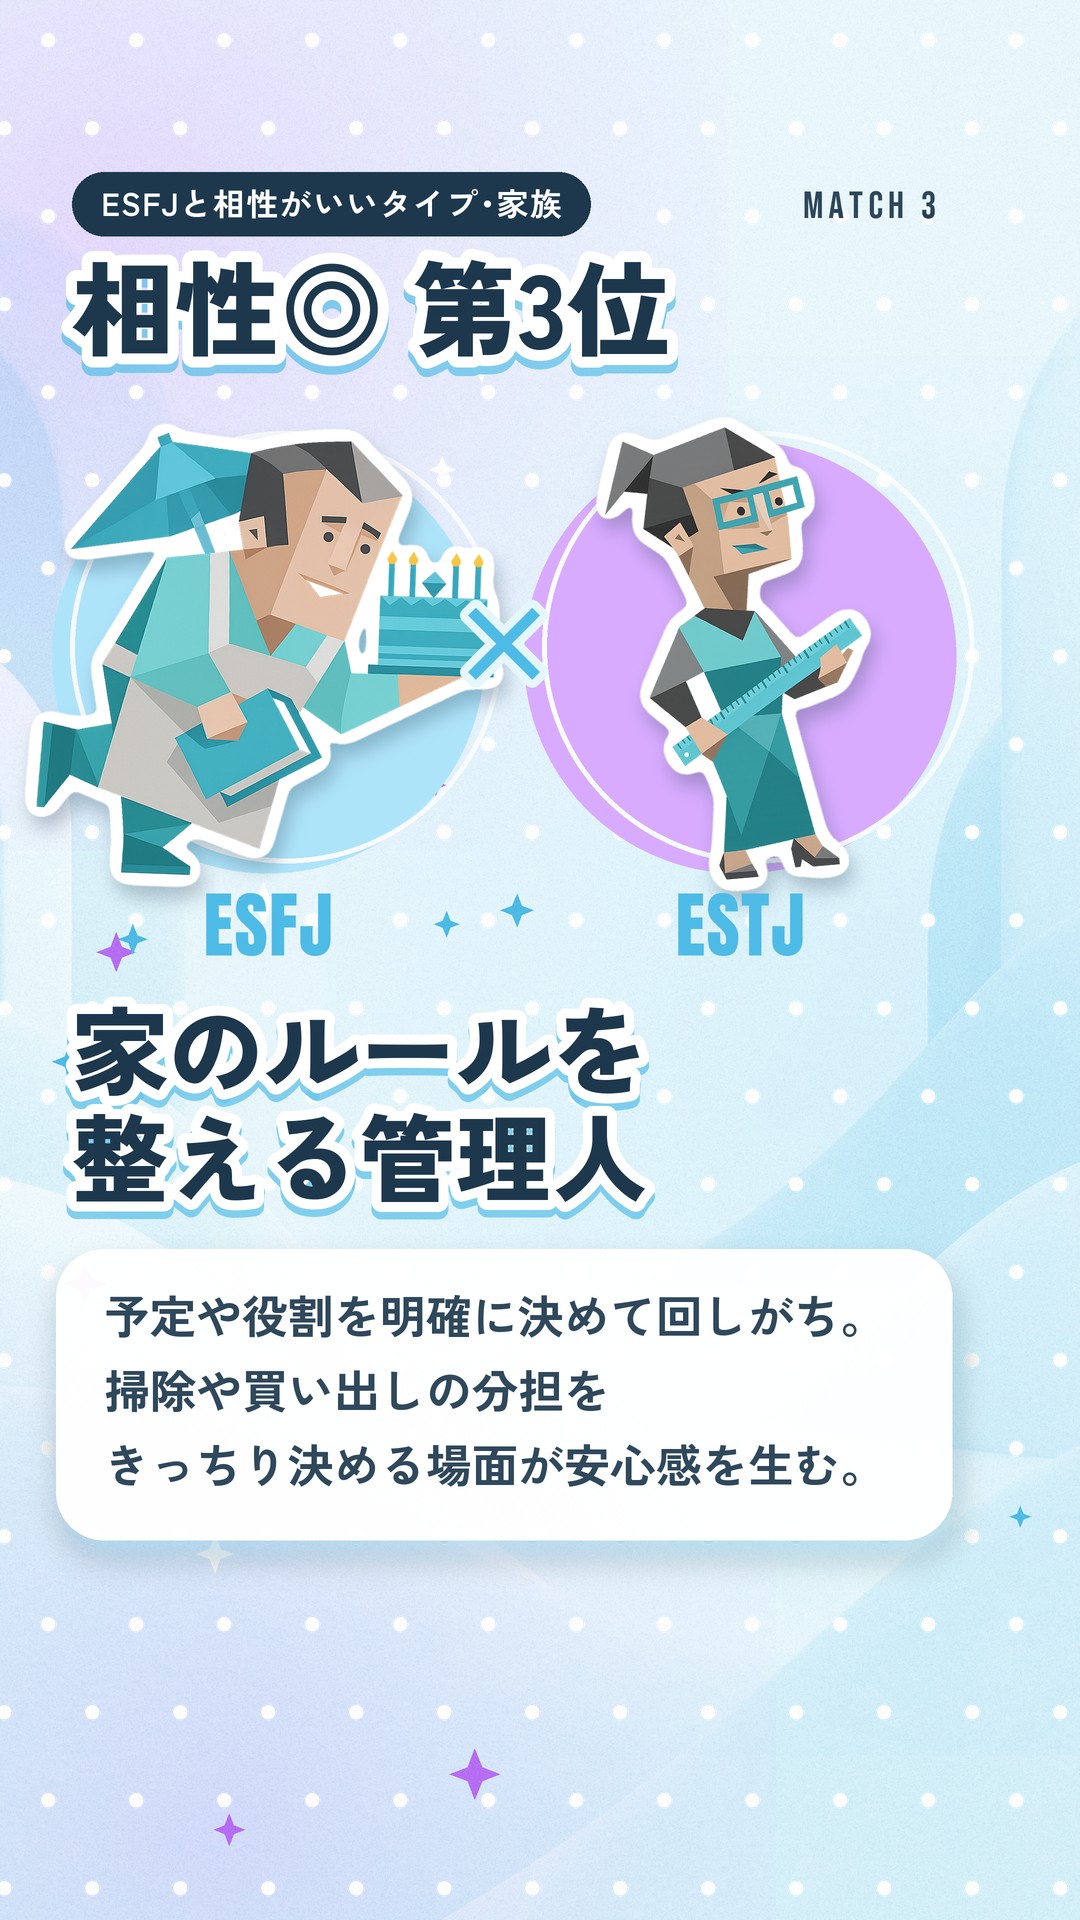 ESFJと相性がいいタイプ・家族
MATCH 3
相性◎ 第3位
ESFJ
ESTJ
家のルールを
整える管理人
予定や役割を明確に決めて回しがち。
掃除や買い出しの分担を
きっちり決める場面が安心感を生む。